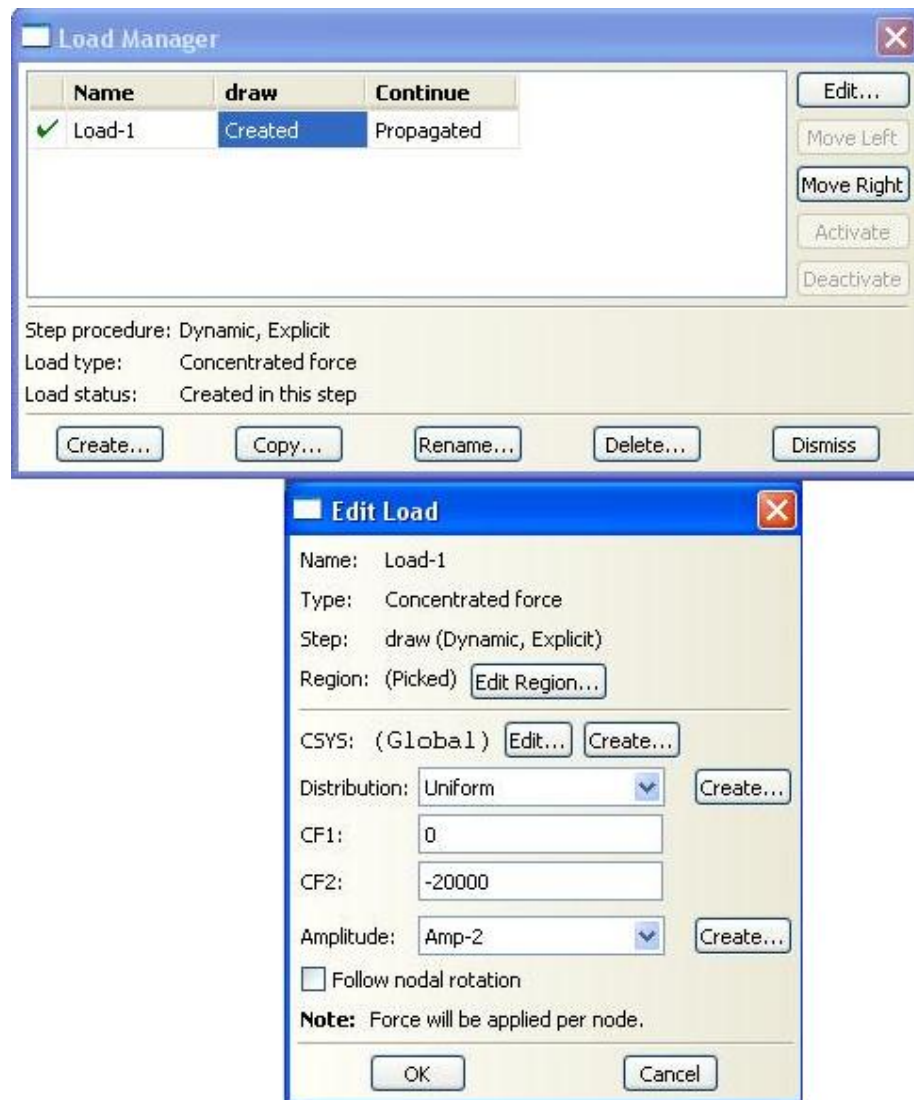 Load Manager
Name draw Continue
Load-1 Created Propagated
Edit...
Move Left
Move Right
Activate
Deactivate
Step procedure: Dynamic, Explicit
Load type: Concentrated force
Load status: Created in this step
Create... Copy... Rename... Delete... Dismiss
Edit Load
Name: Load-1
Type: Concentrated force
Step: draw (Dynamic, Explicit)
Region: (Picked) Edit Region...
CSYS: (Global) Edit... Create...
Distribution: Uniform Create...
CF1: 0
CF2: -20000
Amplitude: Amp-2 Create...
Follow nodal rotation
Note: Force will be applied per node.
OK Cancel